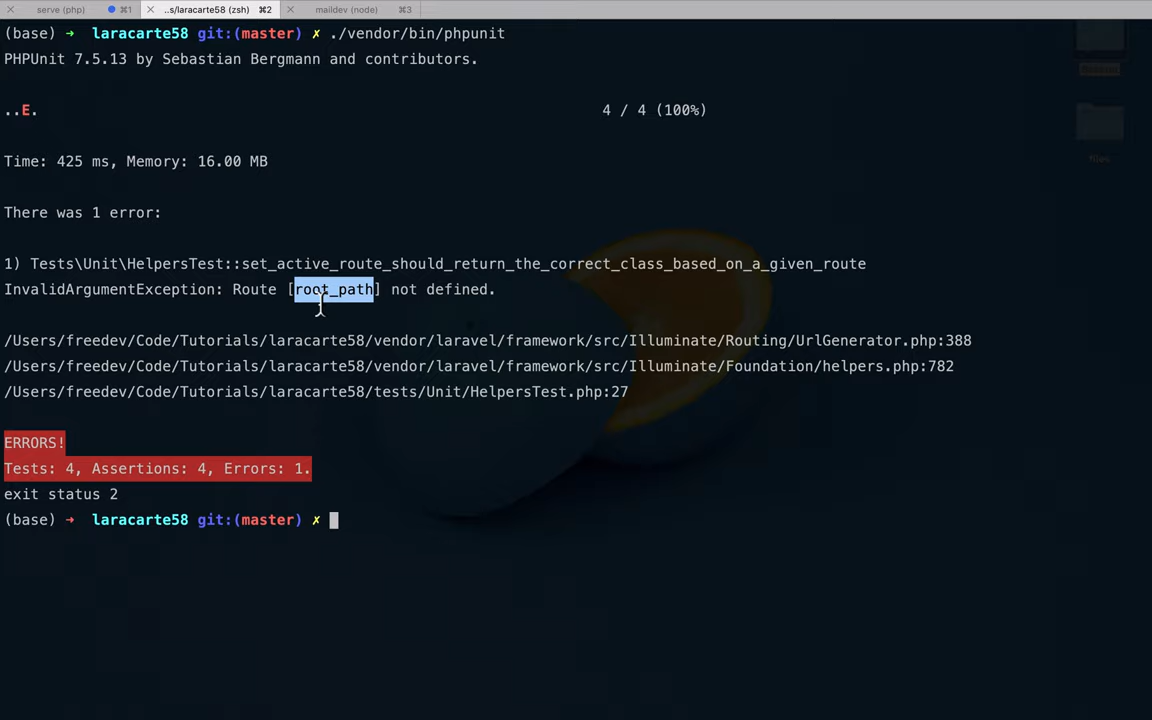 serve (php) ⌘1 ..s/laracarte58 (zsh) ⌘2 maildev (node) ⌘3
(base) → laracarte58 git:(master) ✗ ./vendor/bin/phpunit
PHPUnit 7.5.13 by Sebastian Bergmann and contributors.
..E. 4 / 4 (100%)
Time: 425 ms, Memory: 16.00 MB
There was 1 error:
1) Tests\Unit\HelpersTest::set_active_route_should_return_the_correct_class_based_on_a_given_route
InvalidArgumentException: Route [root_path] not defined.
/Users/freedev/Code/Tutorials/laracarte58/vendor/laravel/framework/src/Illuminate/Routing/UrlGenerator.php:388
/Users/freedev/Code/Tutorials/laracarte58/vendor/laravel/framework/src/Illuminate/Foundation/helpers.php:782
/Users/freedev/Code/Tutorials/laracarte58/tests/Unit/HelpersTest.php:27
ERRORS!
Tests: 4, Assertions: 4, Errors: 1.
exit status 2
(base) → laracarte58 git:(master) ✗